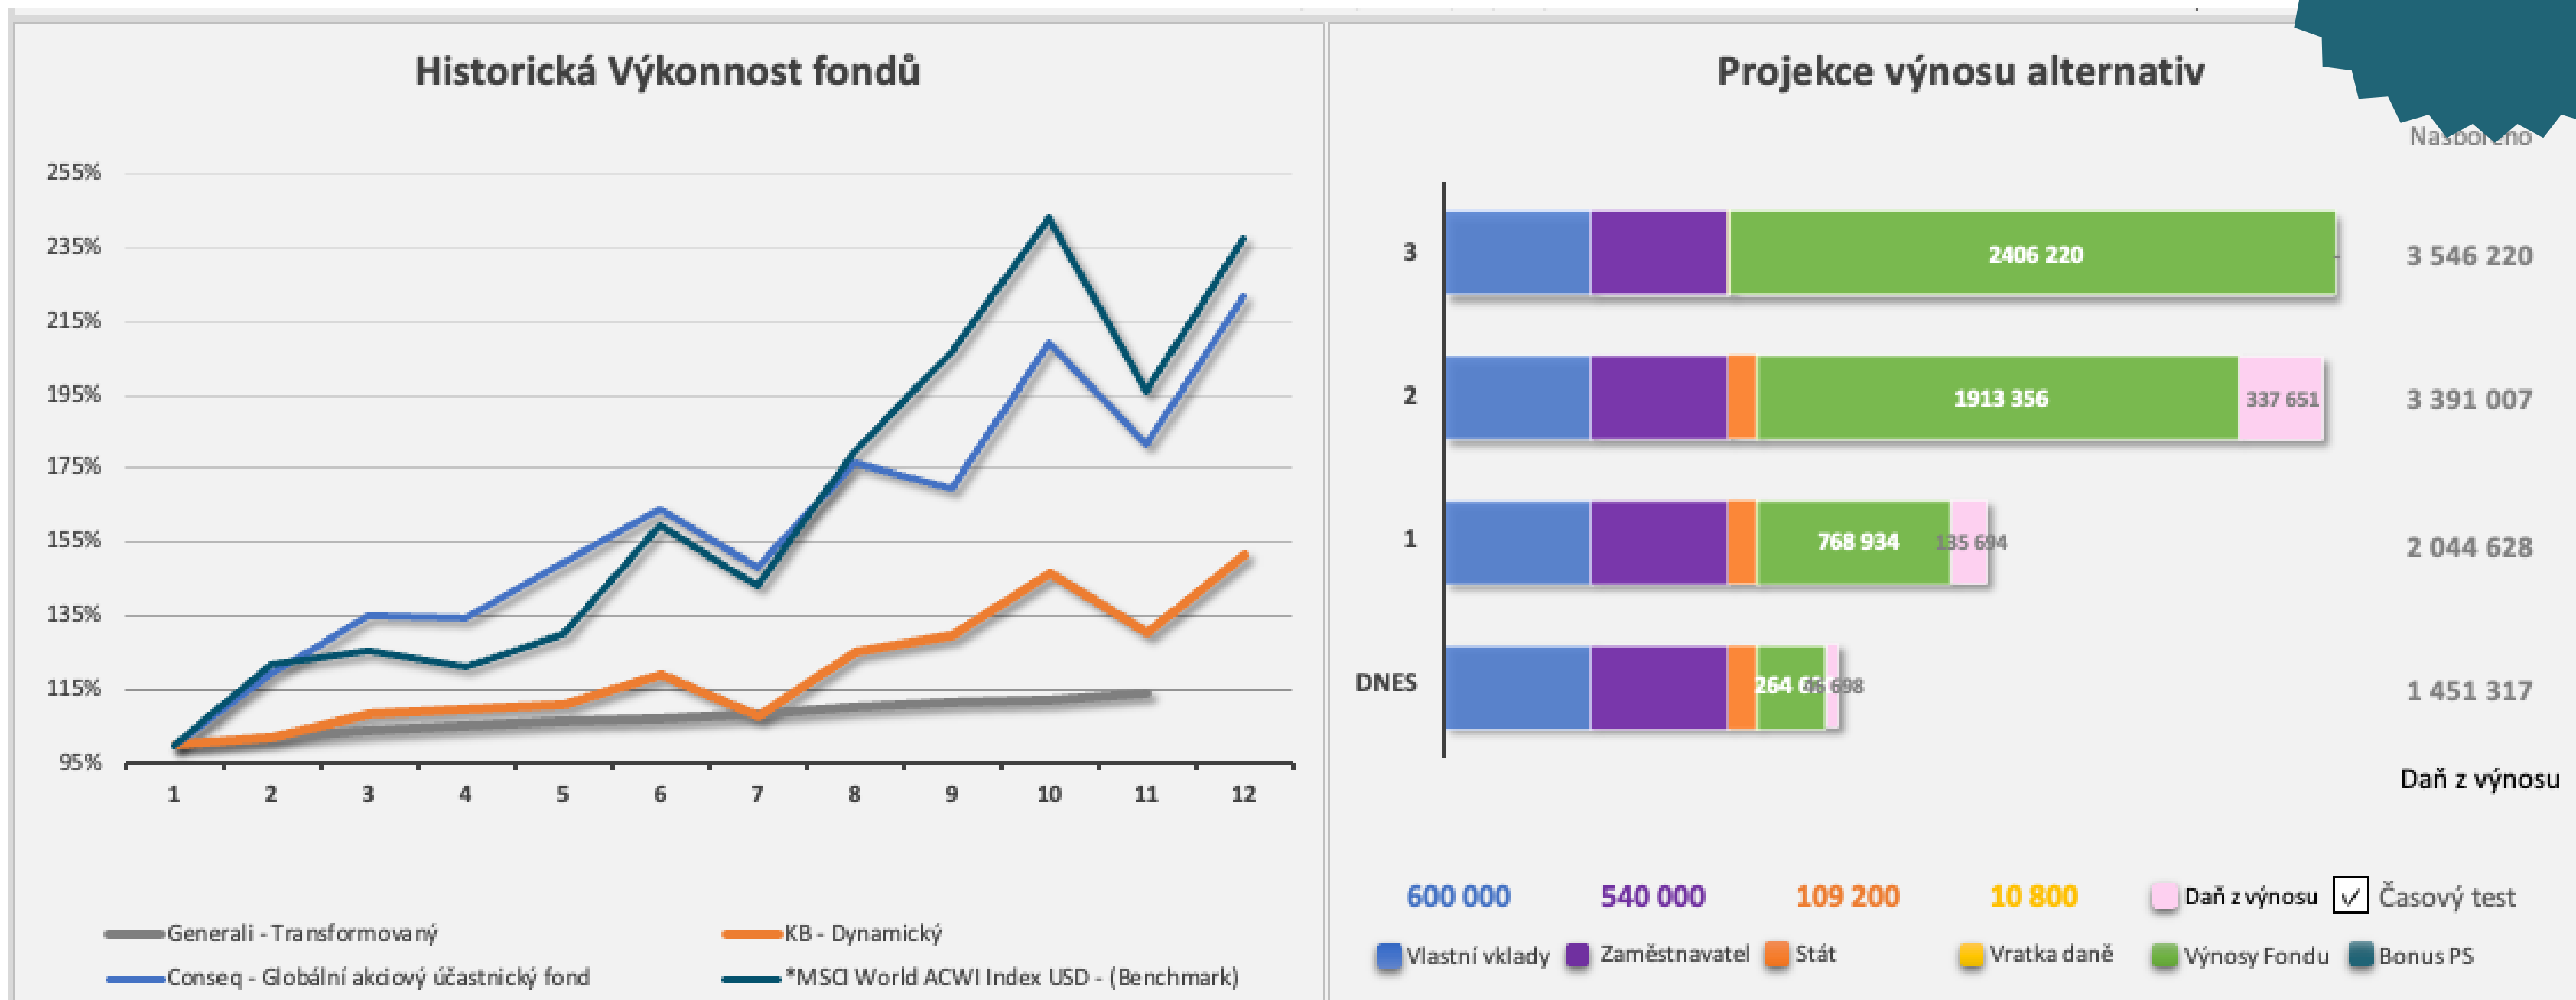 Historická Výkonnost fondů
255%
235%
215%
195%
175%
155%
135%
115%
95%
1 2 3 4 5 6 7 8 9 10 11 12
Generali - Transformovaný
KB - Dynamický
Conseq - Globální akciový účastnický fond
*MSCI World ACWI Index USD - (Benchmark)
Projekce výnosu alternativ
Nasbořeno
3 2406 220 3 546 220
2 1913 356 337 651 3 391 007
1 768 934 135 694 2 044 628
DNES 264 698 1 451 317
Daň z výnosu
600 000 540 000 109 200 10 800 Daň z výnosu Časový test
Vlastní vklady Zaměstnavatel Stát Vratka daně Výnosy Fondu Bonus PS